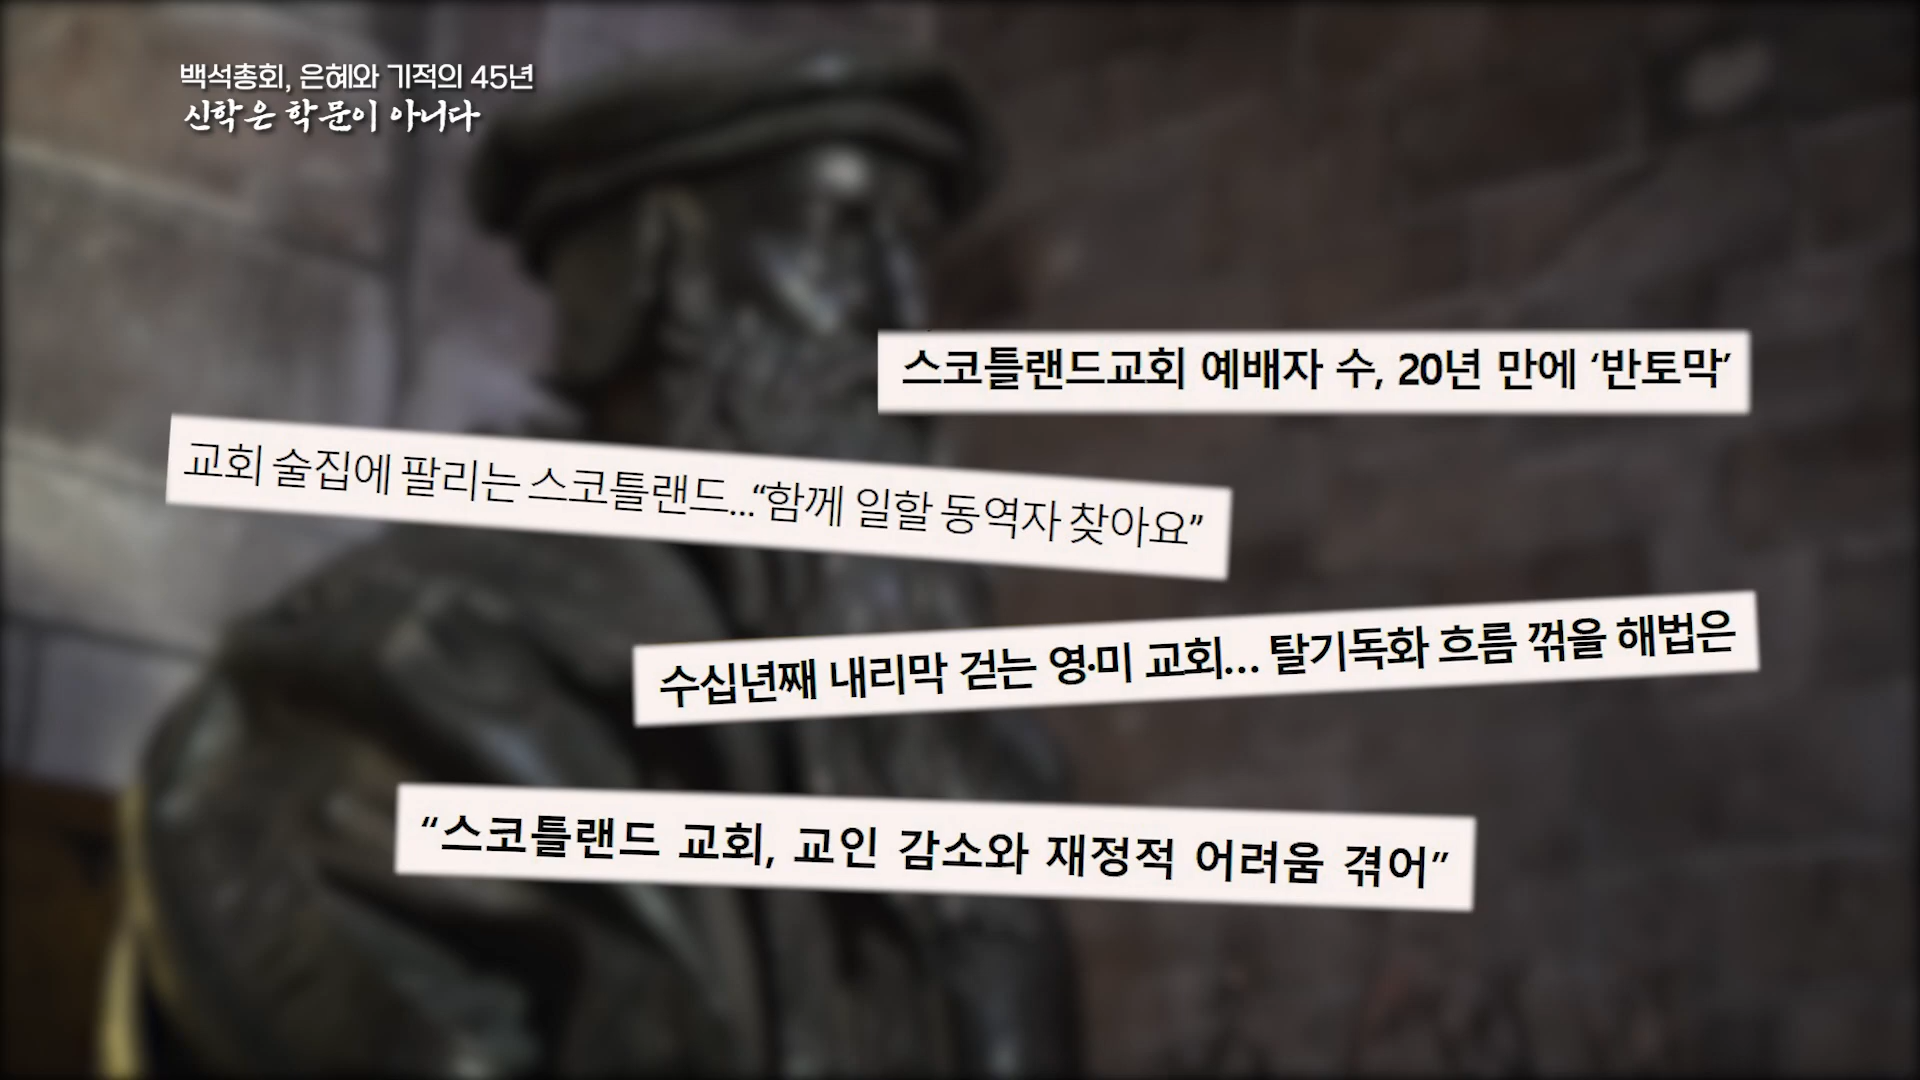 백석총회, 은혜와 기적의 45년
신학은 학문이 아니다
스코틀랜드교회 예배자 수, 20년 만에 ‘반토막’
교회 술집에 팔리는 스코틀랜드...“함께 일할 동역자 찾아요”
수십년째 내리막 걷는 영·미 교회... 탈기독화 흐름 꺾을 해법은
“스코틀랜드 교회, 교인 감소와 재정적 어려움 겪어”